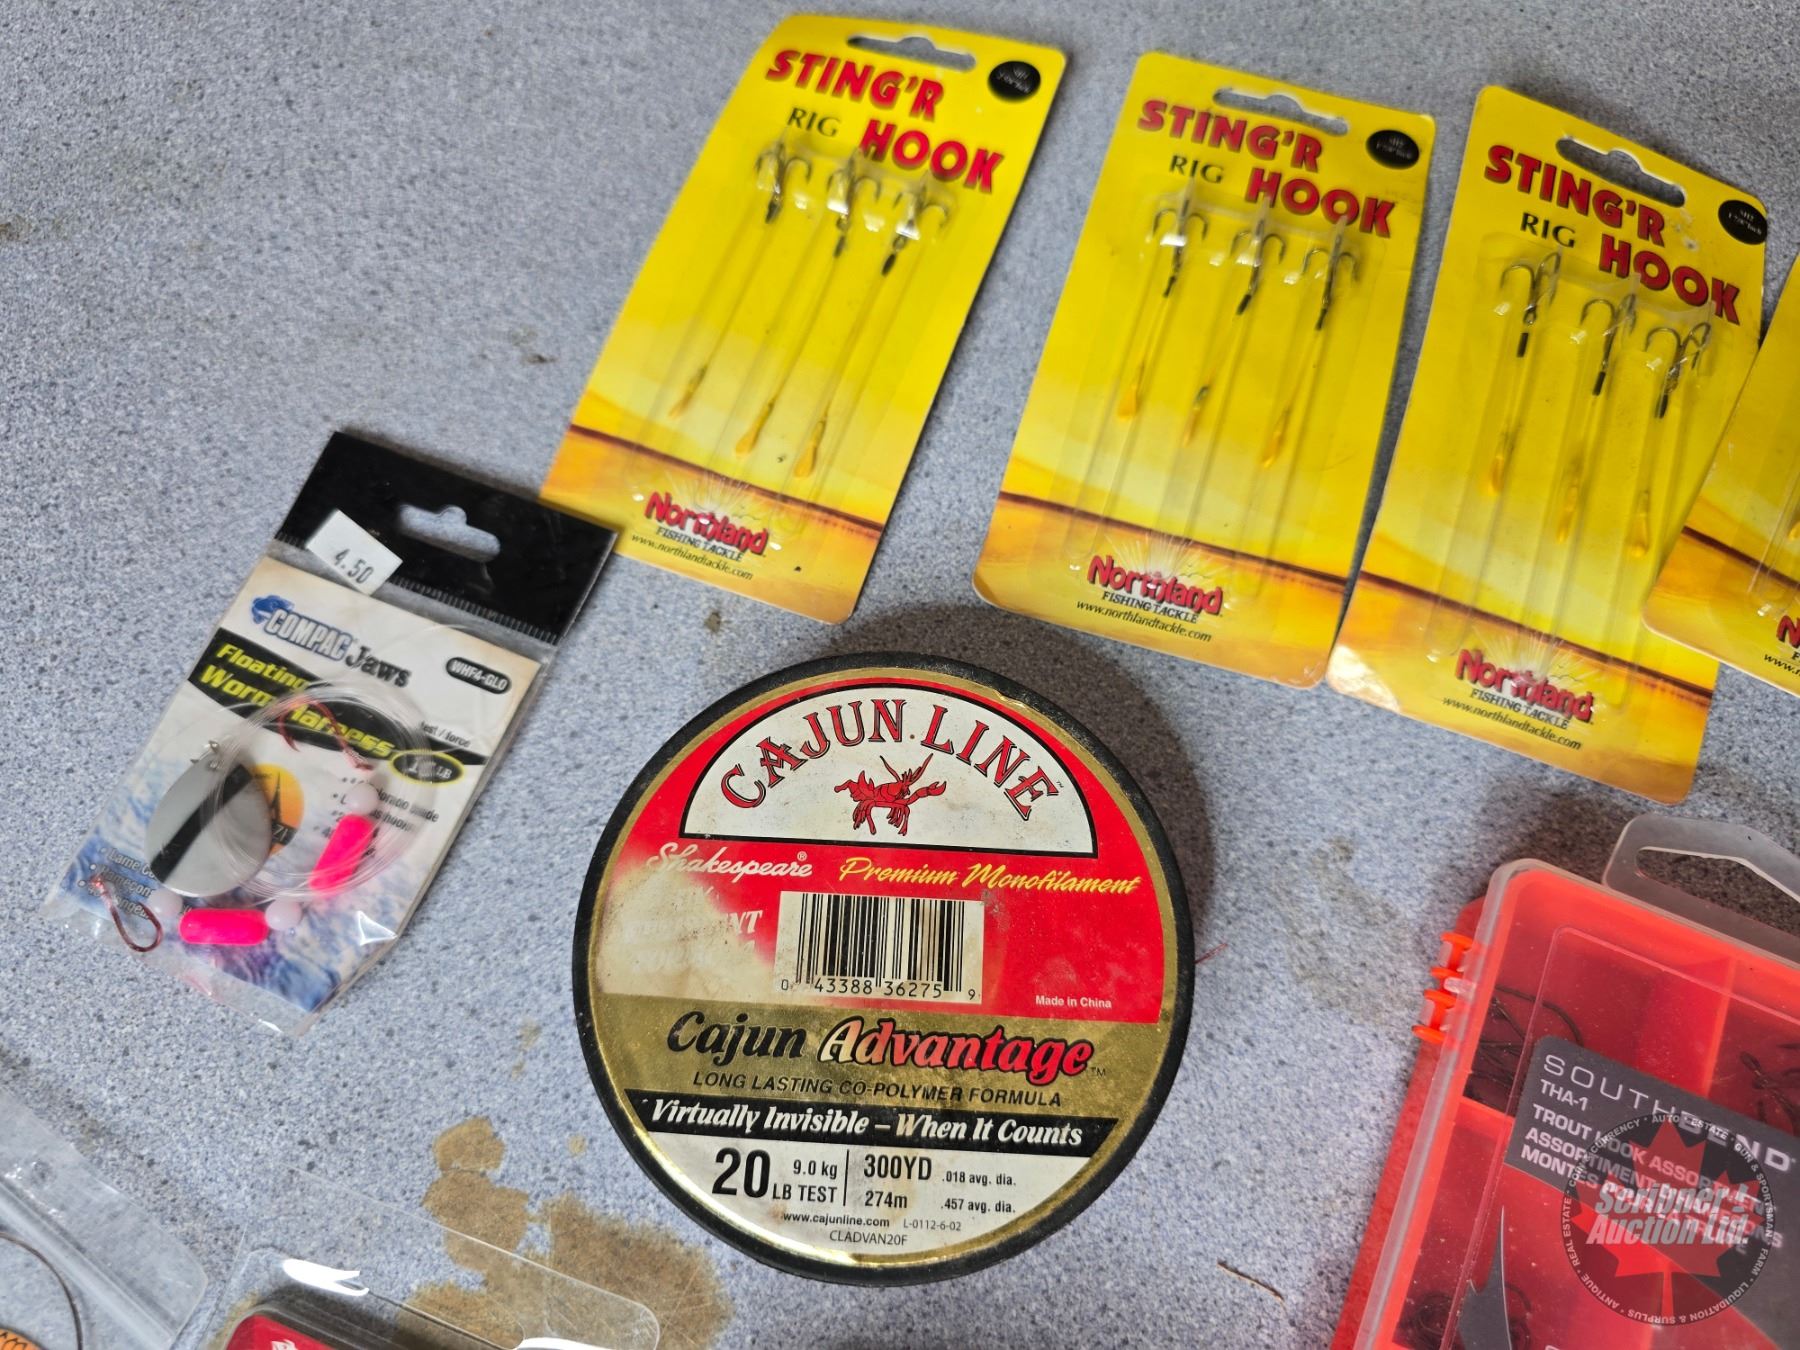 STING'R
RIG HOOK
Northland
FISHING TACKLE
www.northlandtackle.com
STING'R
RIG HOOK
Northland
FISHING TACKLE
www.northlandtackle.com
STING'R
RIG HOOK
Northland
FISHING TACKLE
www.northlandtackle.com
4.50
COMPAC Jaws
WHF4-GLO
Floating
Worm Harness
LB
CAJUN LINE™
Shakespeare® Premium Monofilament
0 43388 36275 9
Made in China
Cajun Advantage™
LONG LASTING CO-POLYMER FORMULA
Virtually Invisible – When It Counts
20 LB TEST 9.0 kg
300YD .018 avg. dia.
274m .457 avg. dia.
www.cajunline.com L-0112-6-02
CLADVAN20F
THA-1
TROUT HOOK
ASSORTIMENT
Scribner
Auction Ltd.